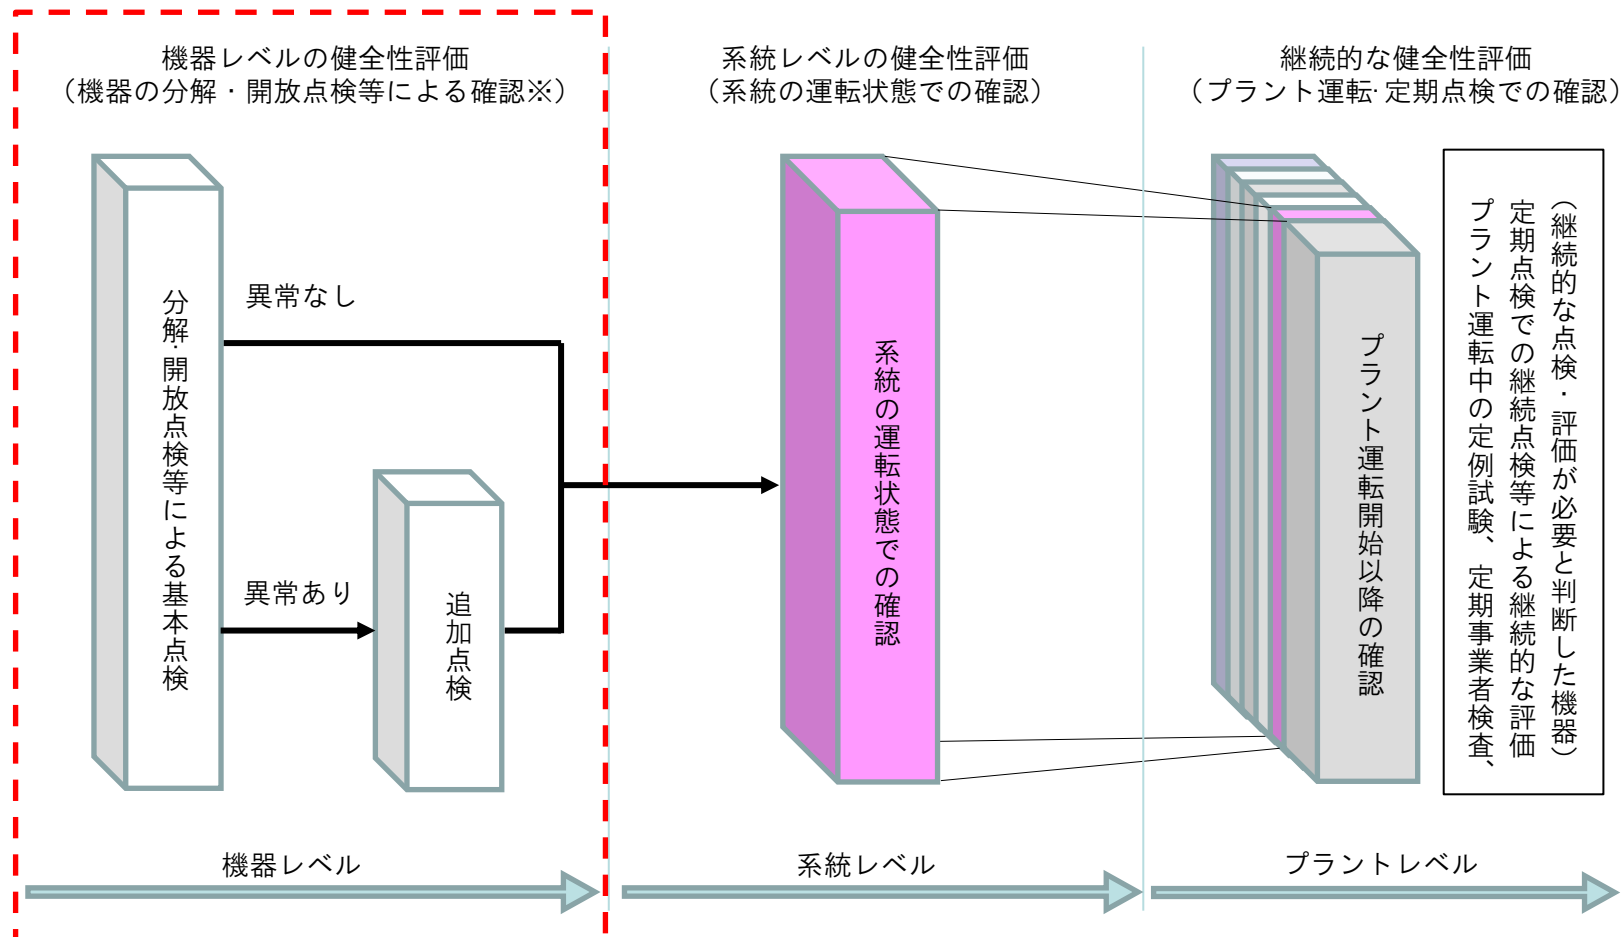 機器レベルの健全性評価
（機器の分解・開放点検等による確認※）
系統レベルの健全性評価
（系統の運転状態での確認）
継続的な健全性評価
（プラント運転・定期点検での確認）
分解・開放点検等による基本点検
異常なし
異常あり
追加点検
系統の運転状態での確認
プラント運転開始以降の確認
（継続的な点検・評価が必要と判断した機器）
定期点検での継続点検等による継続的な評価
プラント運転中の定例試験、定期事業者検査、
機器レベル
系統レベル
プラントレベル